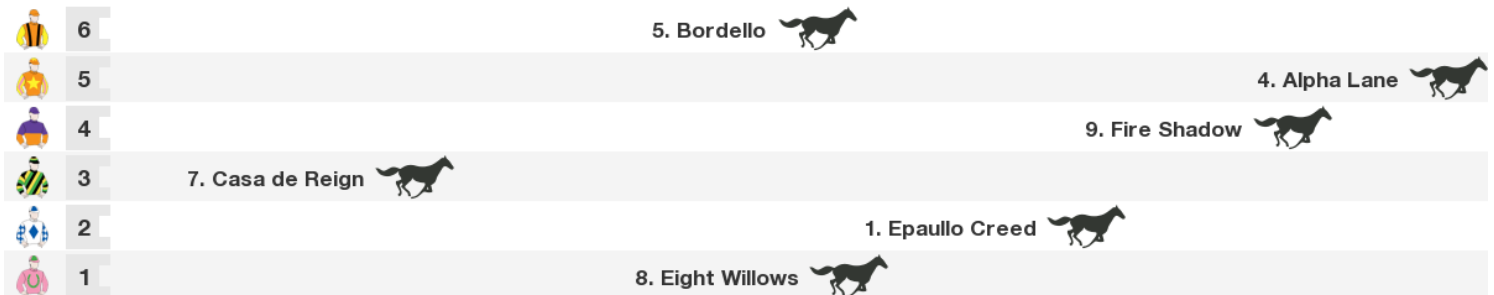 6 5. Bordello
5 4. Alpha Lane
4 9. Fire Shadow
3 7. Casa de Reign
2 1. Epaullo Creed
1 8. Eight Willows